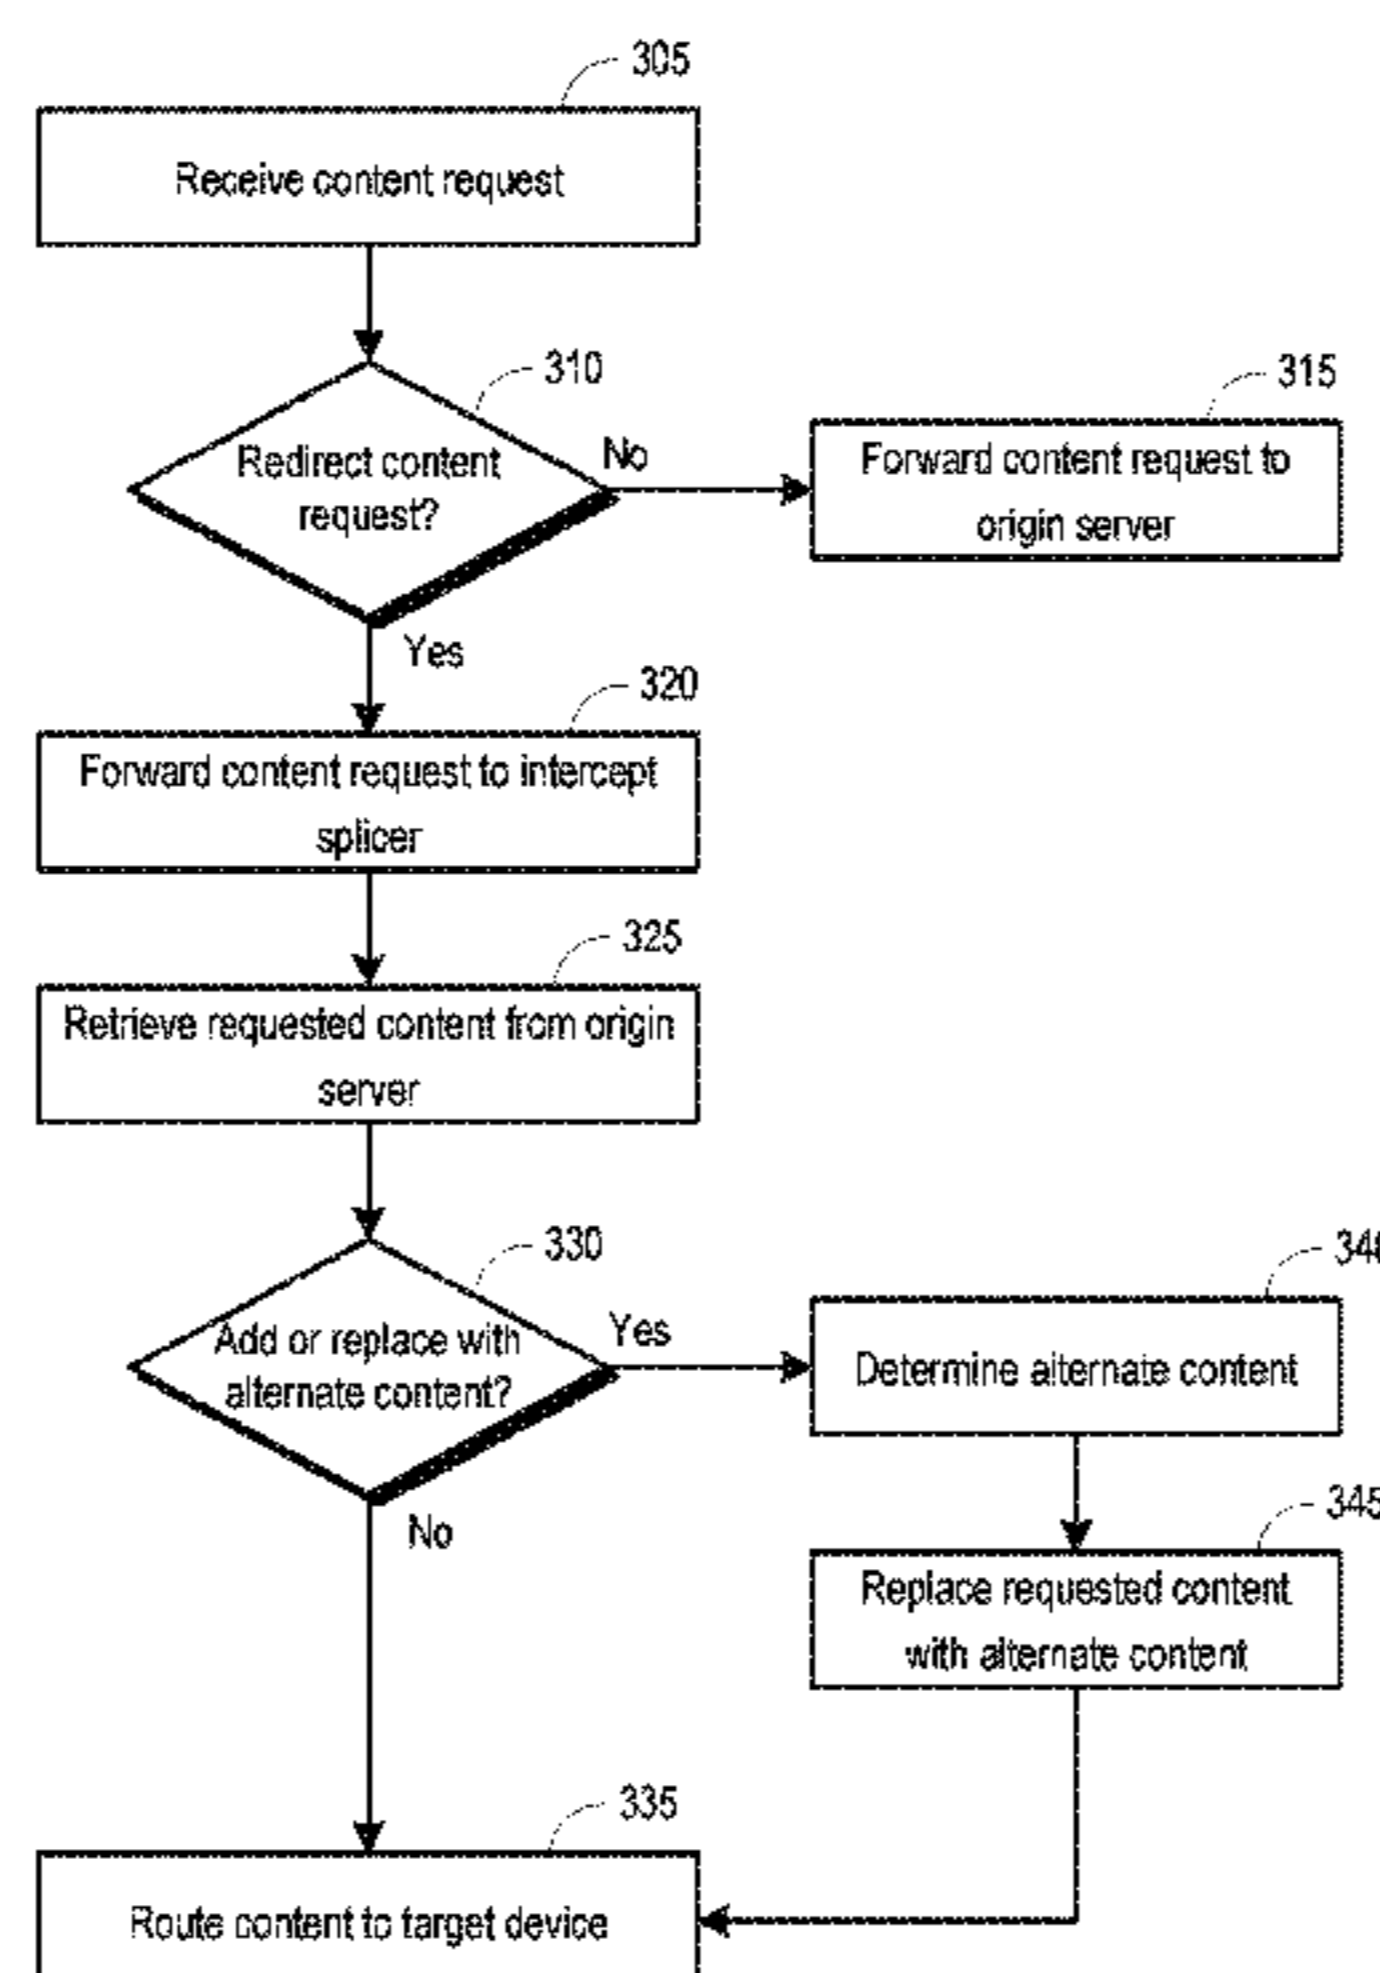 305
Receive content request
310
Redirect content
request?
No
315
Forward content request to
origin server
Yes
320
Forward content request to intercept
splicer
325
Retrieve requested content from origin
server
330
Add or replace with
alternate content?
Yes
Determine alternate content
No
345
Replace requested content
with alternate content
335
Route content to target device